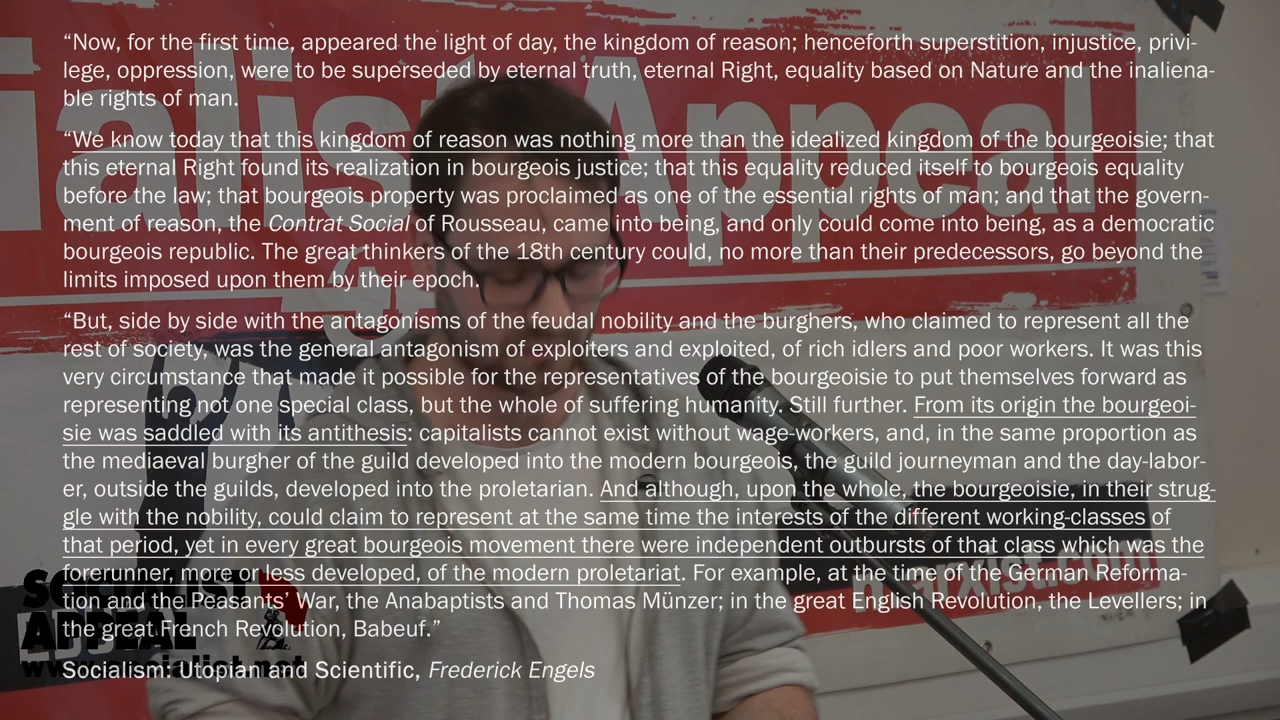 “Now, for the first time, appeared the light of day, the kingdom of reason; henceforth superstition, injustice, privi-
lege, oppression, were to be superseded by eternal truth, eternal Right, equality based on Nature and the inaliena-
ble rights of man.
“We know today that this kingdom of reason was nothing more than the idealized kingdom of the bourgeoisie; that
this eternal Right found its realization in bourgeois justice; that this equality reduced itself to bourgeois equality
before the law; that bourgeois property was proclaimed as one of the essential rights of man; and that the govern-
ment of reason, the Contrat Social of Rousseau, came into being, and only could come into being, as a democratic
bourgeois republic. The great thinkers of the 18th century could, no more than their predecessors, go beyond the
limits imposed upon them by their epoch.
“But, side by side with the antagonisms of the feudal nobility and the burghers, who claimed to represent all the
rest of society, was the general antagonism of exploiters and exploited, of rich idlers and poor workers. It was this
very circumstance that made it possible for the representatives of the bourgeoisie to put themselves forward as
representing not one special class, but the whole of suffering humanity. Still further. From its origin the bourgeoi-
sie was saddled with its antithesis: capitalists cannot exist without wage-workers, and, in the same proportion as
the mediaeval burgher of the guild developed into the modern bourgeois, the guild journeyman and the day-labor-
er, outside the guilds, developed into the proletarian. And although, upon the whole, the bourgeoisie, in their strug-
gle with the nobility, could claim to represent at the same time the interests of the different working-classes of
that period, yet in every great bourgeois movement there were independent outbursts of that class which was the
forerunner, more or less developed, of the modern proletariat. For example, at the time of the German Reforma-
tion and the Peasants’ War, the Anabaptists and Thomas Münzer; in the great English Revolution, the Levellers; in
the great French Revolution, Babeuf.”
Socialism: Utopian and Scientific, Frederick Engels
ialist Appeal
marxist.com
SOCIALIST
APPEAL
www.socialist.net